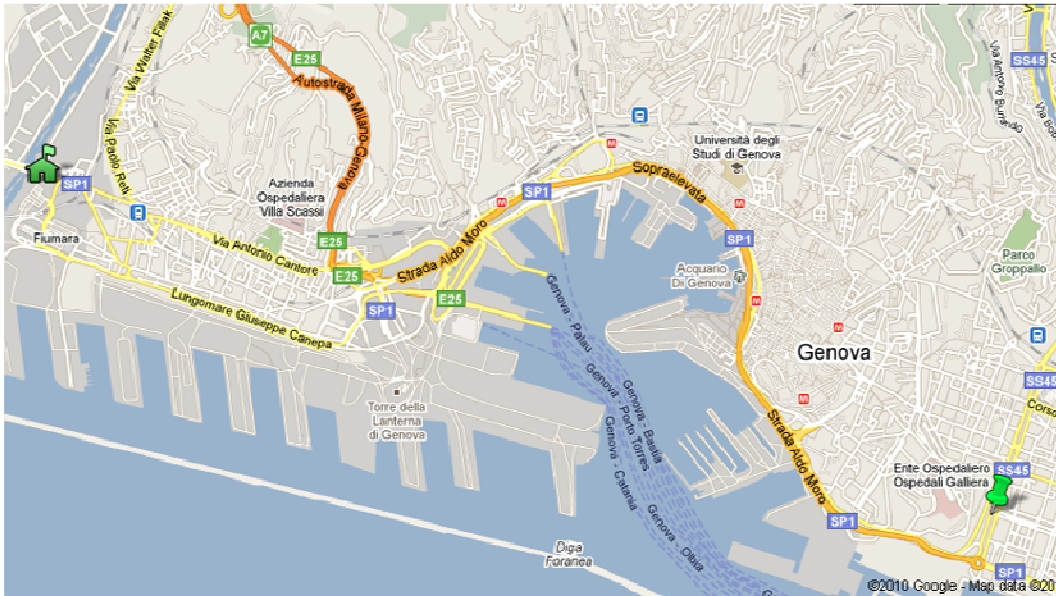 A7
E25
Autostrada Milano-Genova
Via Walter Fillak
Via Paolo Reti
SP1
Fiumara
Azienda
Ospedaliera
Villa Scassi
E25
Via Antonio Cantore
E25
Strada Aldo Moro
E25
SP1
Lungomare Giuseppe Canepa
Torre della
Lanterna
di Genova
SP1
M
M
Sopraelevata
Università degli
Studi di Genova
M
M
SP1
Acquario
Di Genova
M
M
Genova
M
Strada Aldo Moro
Genova - Palau
Genova - Bastia
Genova - Porto Torres
Genova - Catania
Genova - Olbia
Diga
Foranea
SS45
Parco
Groppallo
SS45
Corso
SS45
Ente Ospedaliero
Ospedali Galliera
SP1
SP1
©2010 Google - Map data ©20